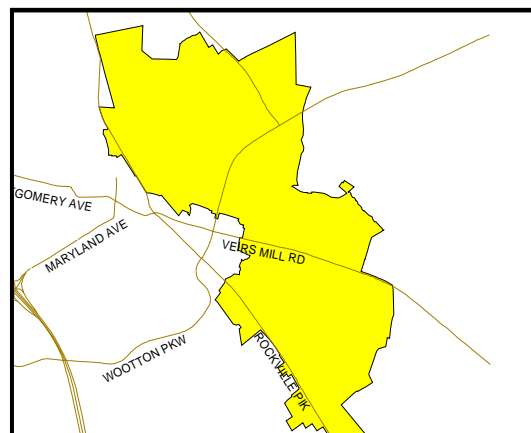 GOMERY AVE
MARYLAND AVE
VEIRS MILL RD
WOOTTON PKW
ROCKVILLE PIK